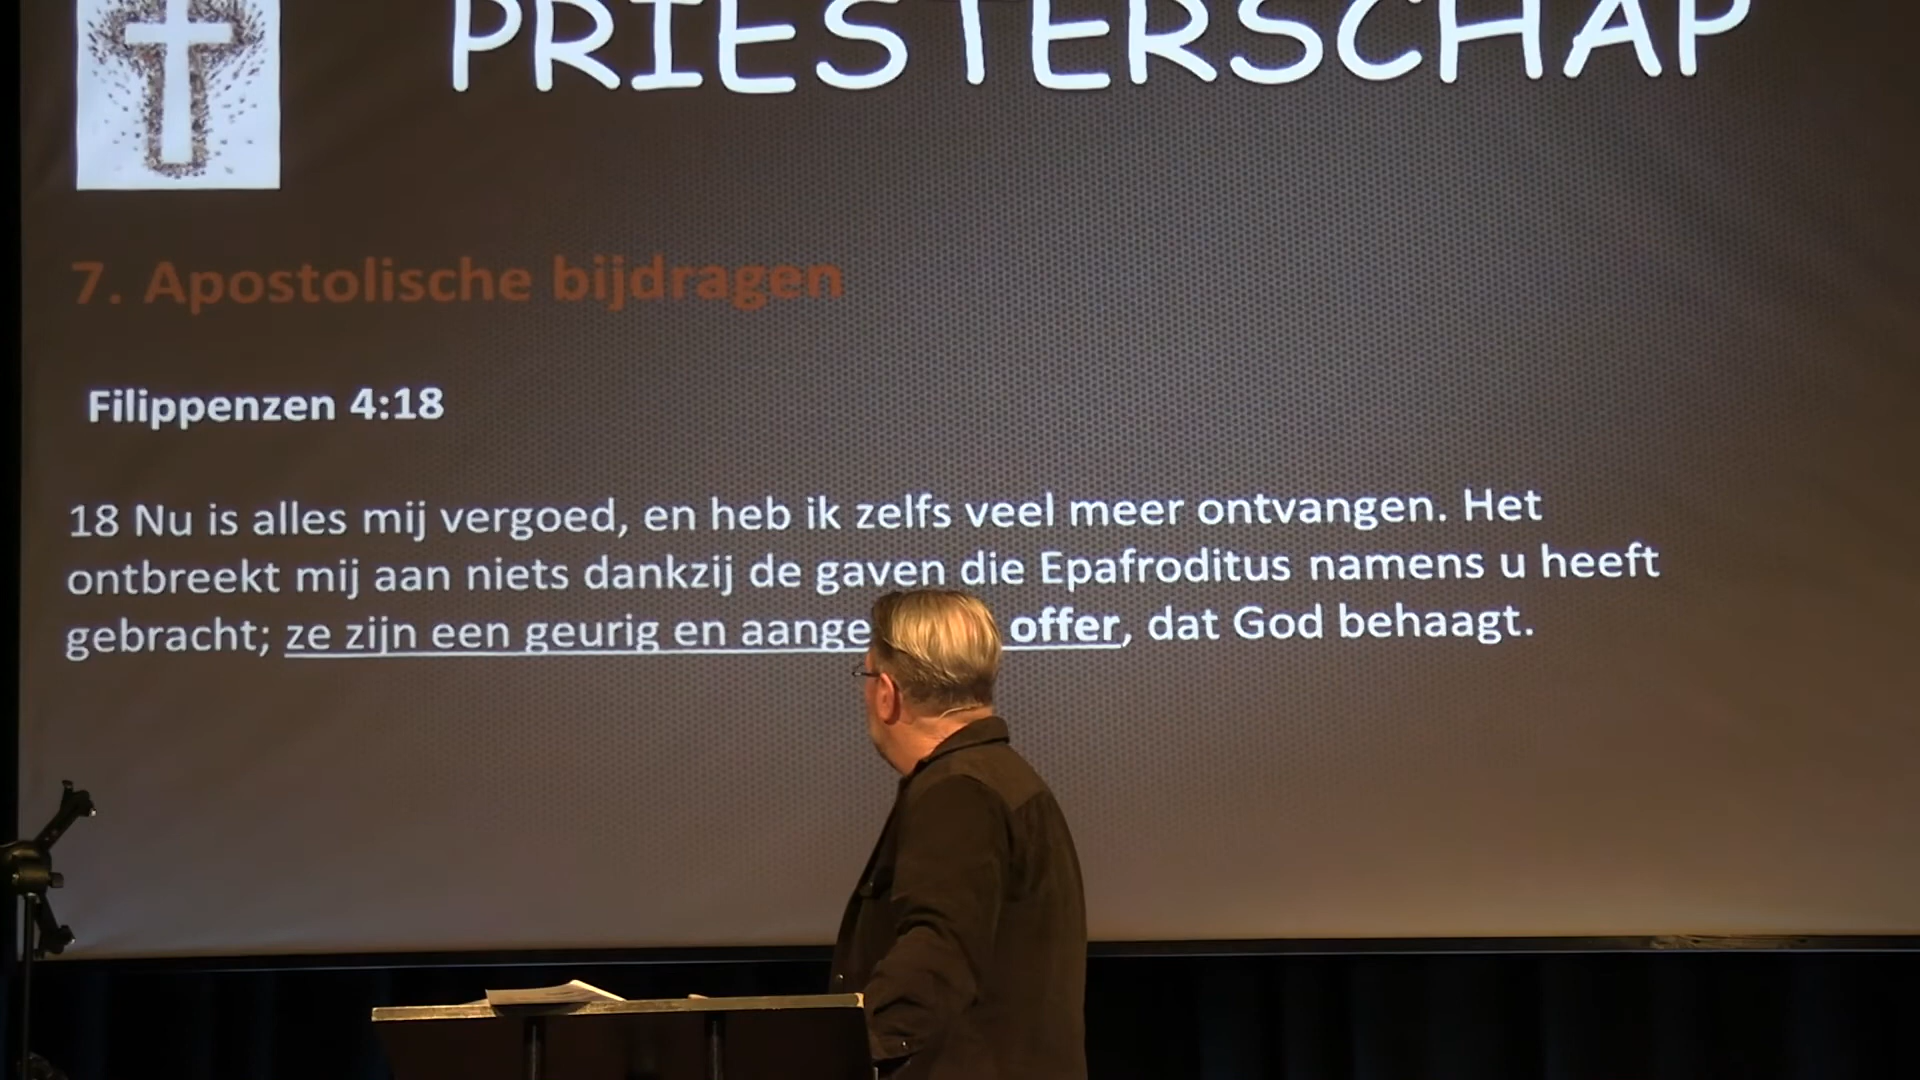 PRIESTERSCHAP
7. Apostolische bijdragen
Filippenzen 4:18
18 Nu is alles mij vergoed, en heb ik zelfs veel meer ontvangen. Het
ontbreekt mij aan niets dankzij de gaven die Epafroditus namens u heeft
gebracht; ze zijn een geurig en offer, dat God behaagt.